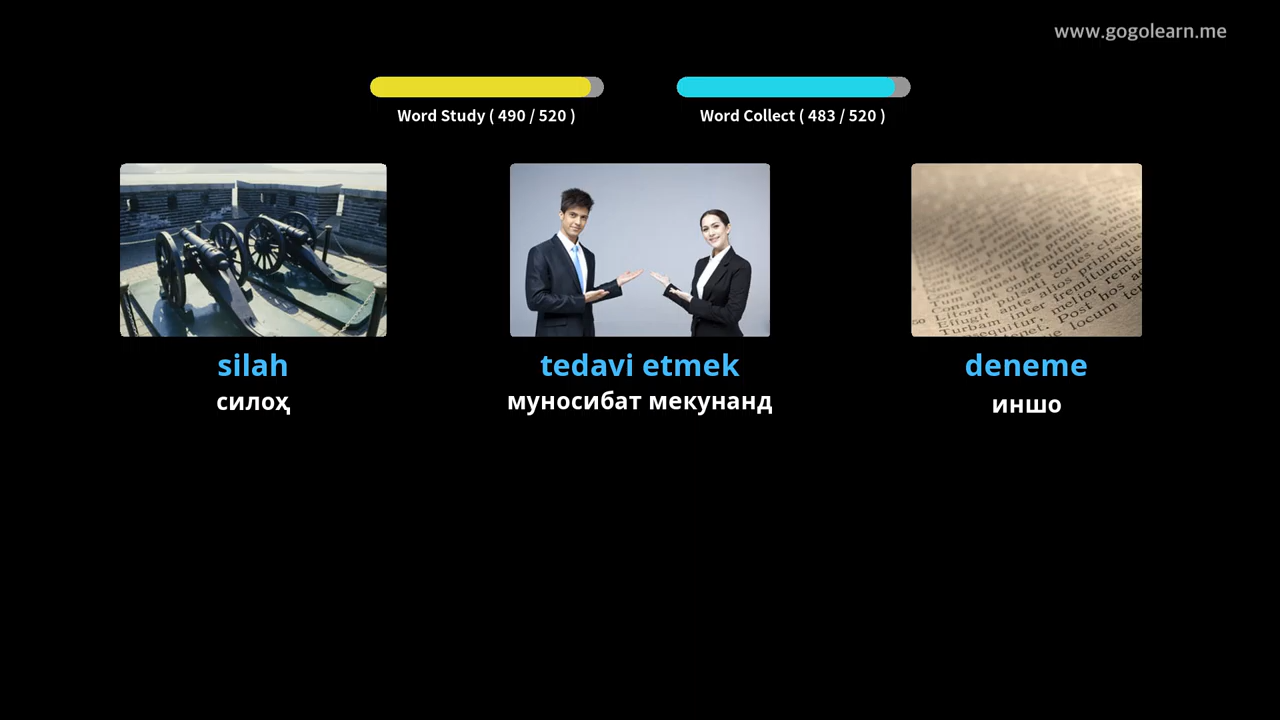 www.gogolearn.me
Word Study ( 490 / 520 )
Word Collect ( 483 / 520 )
silah
силоҳ
tedavi etmek
муносибат мекунанд
deneme
иншо